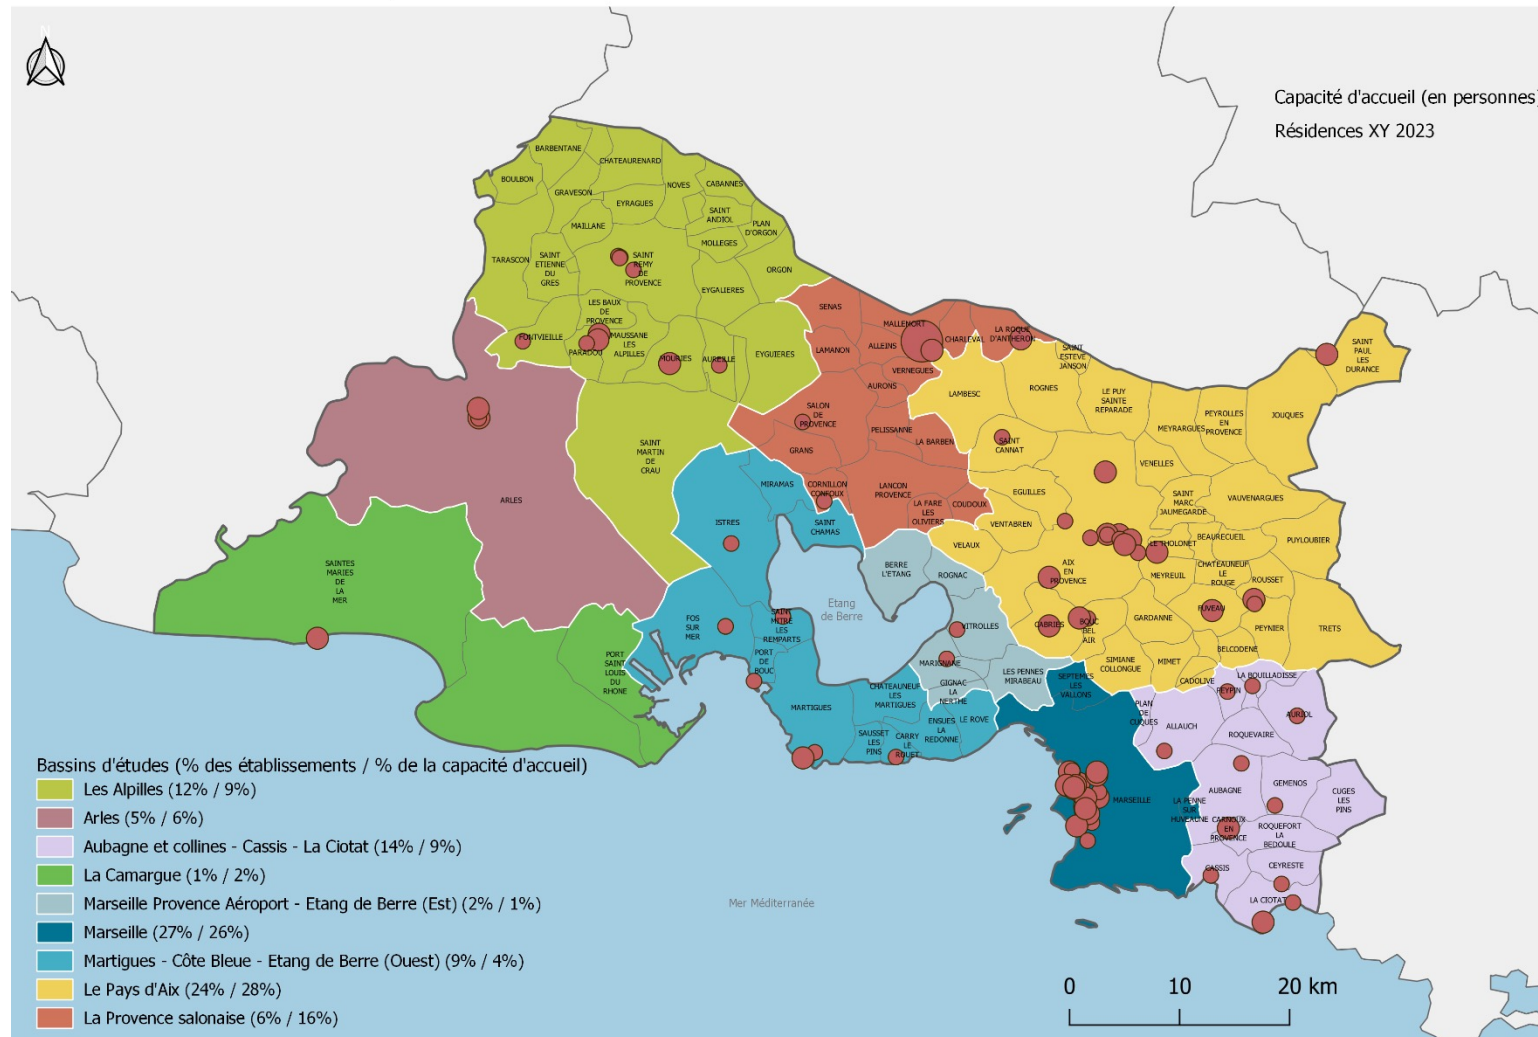 Capacité d'accueil (en personnes)
Résidences XY 2023
BARBENTANE
CHATEAURENARD
BOULBON
NOVES
CABANNES
GRAVESON
EYRAGUES
SAINT
ANDIOL
PLAN
D'ORGON
MAILLANE
MOLLEGES
TARASCON
SAINT
ETIENNE
DU
GRES
SAINT
REMY
DE
PROVENCE
ORGON
EYGALIERES
LES BAUX
DE
PROVENCE
FONTVIEILLE
MAUSSANE
LES
ALPILLES
PARADOU
MOURIES
AUREILLE
EYGUIERES
SENAS
MALLEMORT
LA ROQUE
D'ANTHERON
CHARLEVAL
ALLEINS
LAMANON
VERNEGUES
AURONS
SAINT
ESTEVE
JANSON
SAINT
PAUL
LES
DURANCE
LAMBESC
ROGNES
LE PUY
SAINTE
REPARADE
PEYROLLES
EN
PROVENCE
JOUQUES
MEYRARGUES
SALON
DE
PROVENCE
PELISSANNE
LA BARBEN
SAINT
CANNAT
VENELLES
SAINT
MARTIN
DE
CRAU
GRANS
CORNILLON
CONFOUX
LANCON
PROVENCE
LA FARE
LES
OLIVIERS
COUDOUX
EGUILLES
SAINT
MARC
JAUMEGARDE
VAUVENARGUES
ARLES
MIRAMAS
ISTRES
SAINT
CHAMAS
VENTABREN
VELAUX
LE THOLONET
BEAURECUEIL
PUYLOUBIER
SAINTES
MARIES
DE
LA
MER
BERRE
L'ETANG
ROGNAC
AIX
EN
PROVENCE
MEYREUIL
CHATEAUNEUF
LE
ROUGE
ROUSSET
Etang
de Berre
FOS
SUR
MER
SAINT
MITRE
LES
REMPARTS
VITROLLES
CABRIES
BOUC
BEL
AIR
GARDANNE
FUVEAU
PEYNIER
TRETS
PORT
SAINT
LOUIS
DU
RHONE
PORT
DE
BOUC
MARIGNANE
GIGNAC
LA
NERTHE
LES PENNES
MIRABEAU
SEPTEMES
LES
VALLONS
SIMIANE
COLLONGUE
MIMET
BELCODENE
CADOLIVE
PEYPIN
LA BOUILLADISSE
MARTIGUES
CHATEAUNEUF
LES
MARTIGUES
PLAN
DE
CUQUES
ALLAUCH
AURIOL
ROQUEVAIRE
SAUSSET
LES
PINS
CARRY
LE
ROUET
ENSUES
LA
REDONNE
LE ROVE
MARSEILLE
LA PENNE
SUR
HUVEAUNE
AUBAGNE
GEMENOS
CUGES
LES
PINS
CARNOUX
EN
PROVENCE
ROQUEFORT
LA
BEDOULE
CASSIS
CEYRESTE
LA CIOTAT
Mer Méditerranée
Bassins d'études (% des établissements / % de la capacité d'accueil)
Les Alpilles (12% / 9%)
Arles (5% / 6%)
Aubagne et collines - Cassis - La Ciotat (14% / 9%)
La Camargue (1% / 2%)
Marseille Provence Aéroport - Etang de Berre (Est) (2% / 1%)
Marseille (27% / 26%)
Martigues - Côte Bleue - Etang de Berre (Ouest) (9% / 4%)
Le Pays d'Aix (24% / 28%)
La Provence salonaise (6% / 16%)
0 10 20 km